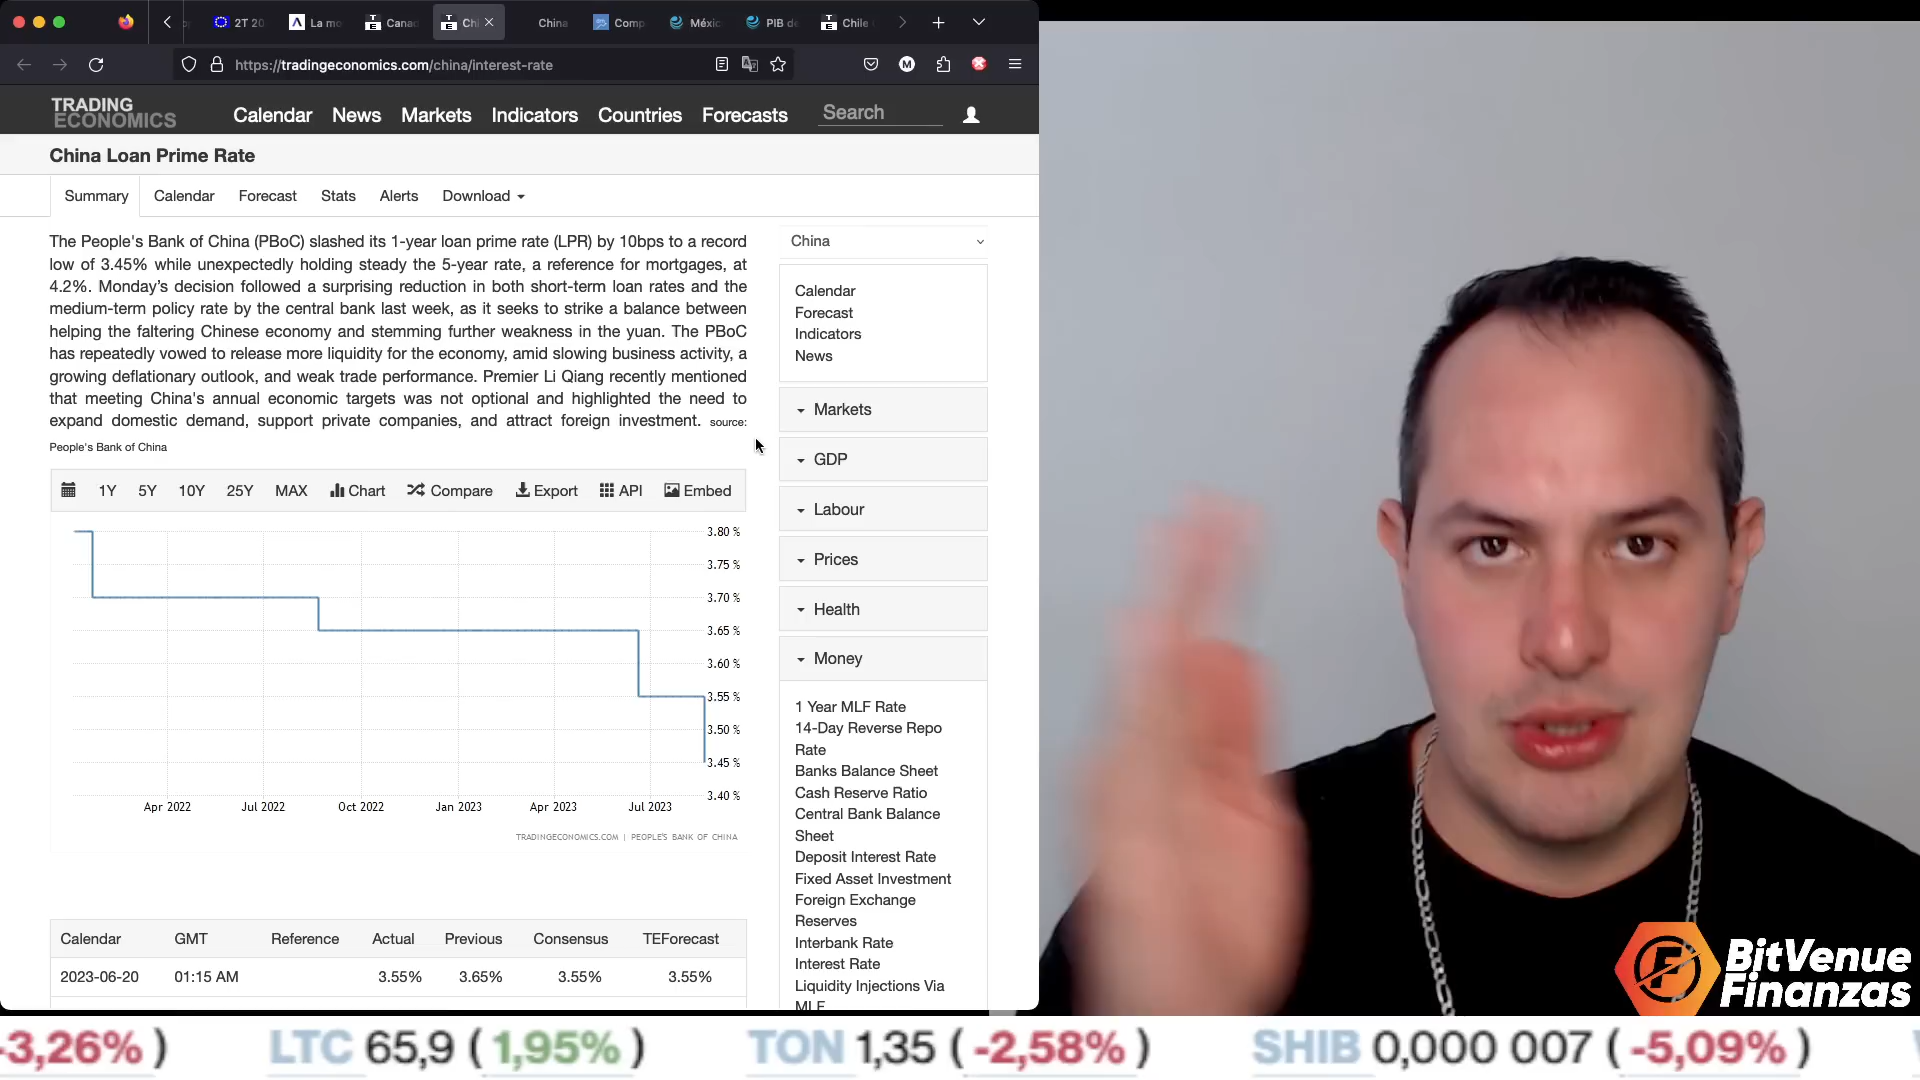 2T 20
La mo
Cana
Ch
China
Comp
Méxic
PIB de
Chile
https://tradingeconomics.com/china/interest-rate
M
TRADING
ECONOMICS
Calendar News Markets Indicators Countries Forecasts Search
China Loan Prime Rate
Summary Calendar Forecast Stats Alerts Download
The People's Bank of China (PBoC) slashed its 1-year loan prime rate (LPR) by 10bps to a record
low of 3.45% while unexpectedly holding steady the 5-year rate, a reference for mortgages, at
4.2%. Monday’s decision followed a surprising reduction in both short-term loan rates and the
medium-term policy rate by the central bank last week, as it seeks to strike a balance between
helping the faltering Chinese economy and stemming further weakness in the yuan. The PBoC
has repeatedly vowed to release more liquidity for the economy, amid slowing business activity, a
growing deflationary outlook, and weak trade performance. Premier Li Qiang recently mentioned
that meeting China's annual economic targets was not optional and highlighted the need to
expand domestic demand, support private companies, and attract foreign investment. source:
People's Bank of China
1Y 5Y 10Y 25Y MAX Chart Compare Export API Embed
3.80 %
3.75 %
3.70 %
3.65 %
3.60 %
3.55 %
3.50 %
3.45 %
3.40 %
Apr 2022 Jul 2022 Oct 2022 Jan 2023 Apr 2023 Jul 2023
TRADINGECONOMICS.COM | PEOPLE'S BANK OF CHINA
Calendar GMT Reference Actual Previous Consensus TEForecast
2023-06-20 01:15 AM 3.55% 3.65% 3.55% 3.55%
China
Calendar
Forecast
Indicators
News
Markets
GDP
Labour
Prices
Health
Money
1 Year MLF Rate
14-Day Reverse Repo
Rate
Banks Balance Sheet
Cash Reserve Ratio
Central Bank Balance
Sheet
Deposit Interest Rate
Fixed Asset Investment
Foreign Exchange
Reserves
Interbank Rate
Interest Rate
Liquidity Injections Via
MLF
BitVenue
Finanzas
-3,26% ) LTC 65,9 ( 1,95% ) TON 1,35 ( -2,58% ) SHIB 0,000 007 ( -5,09% )